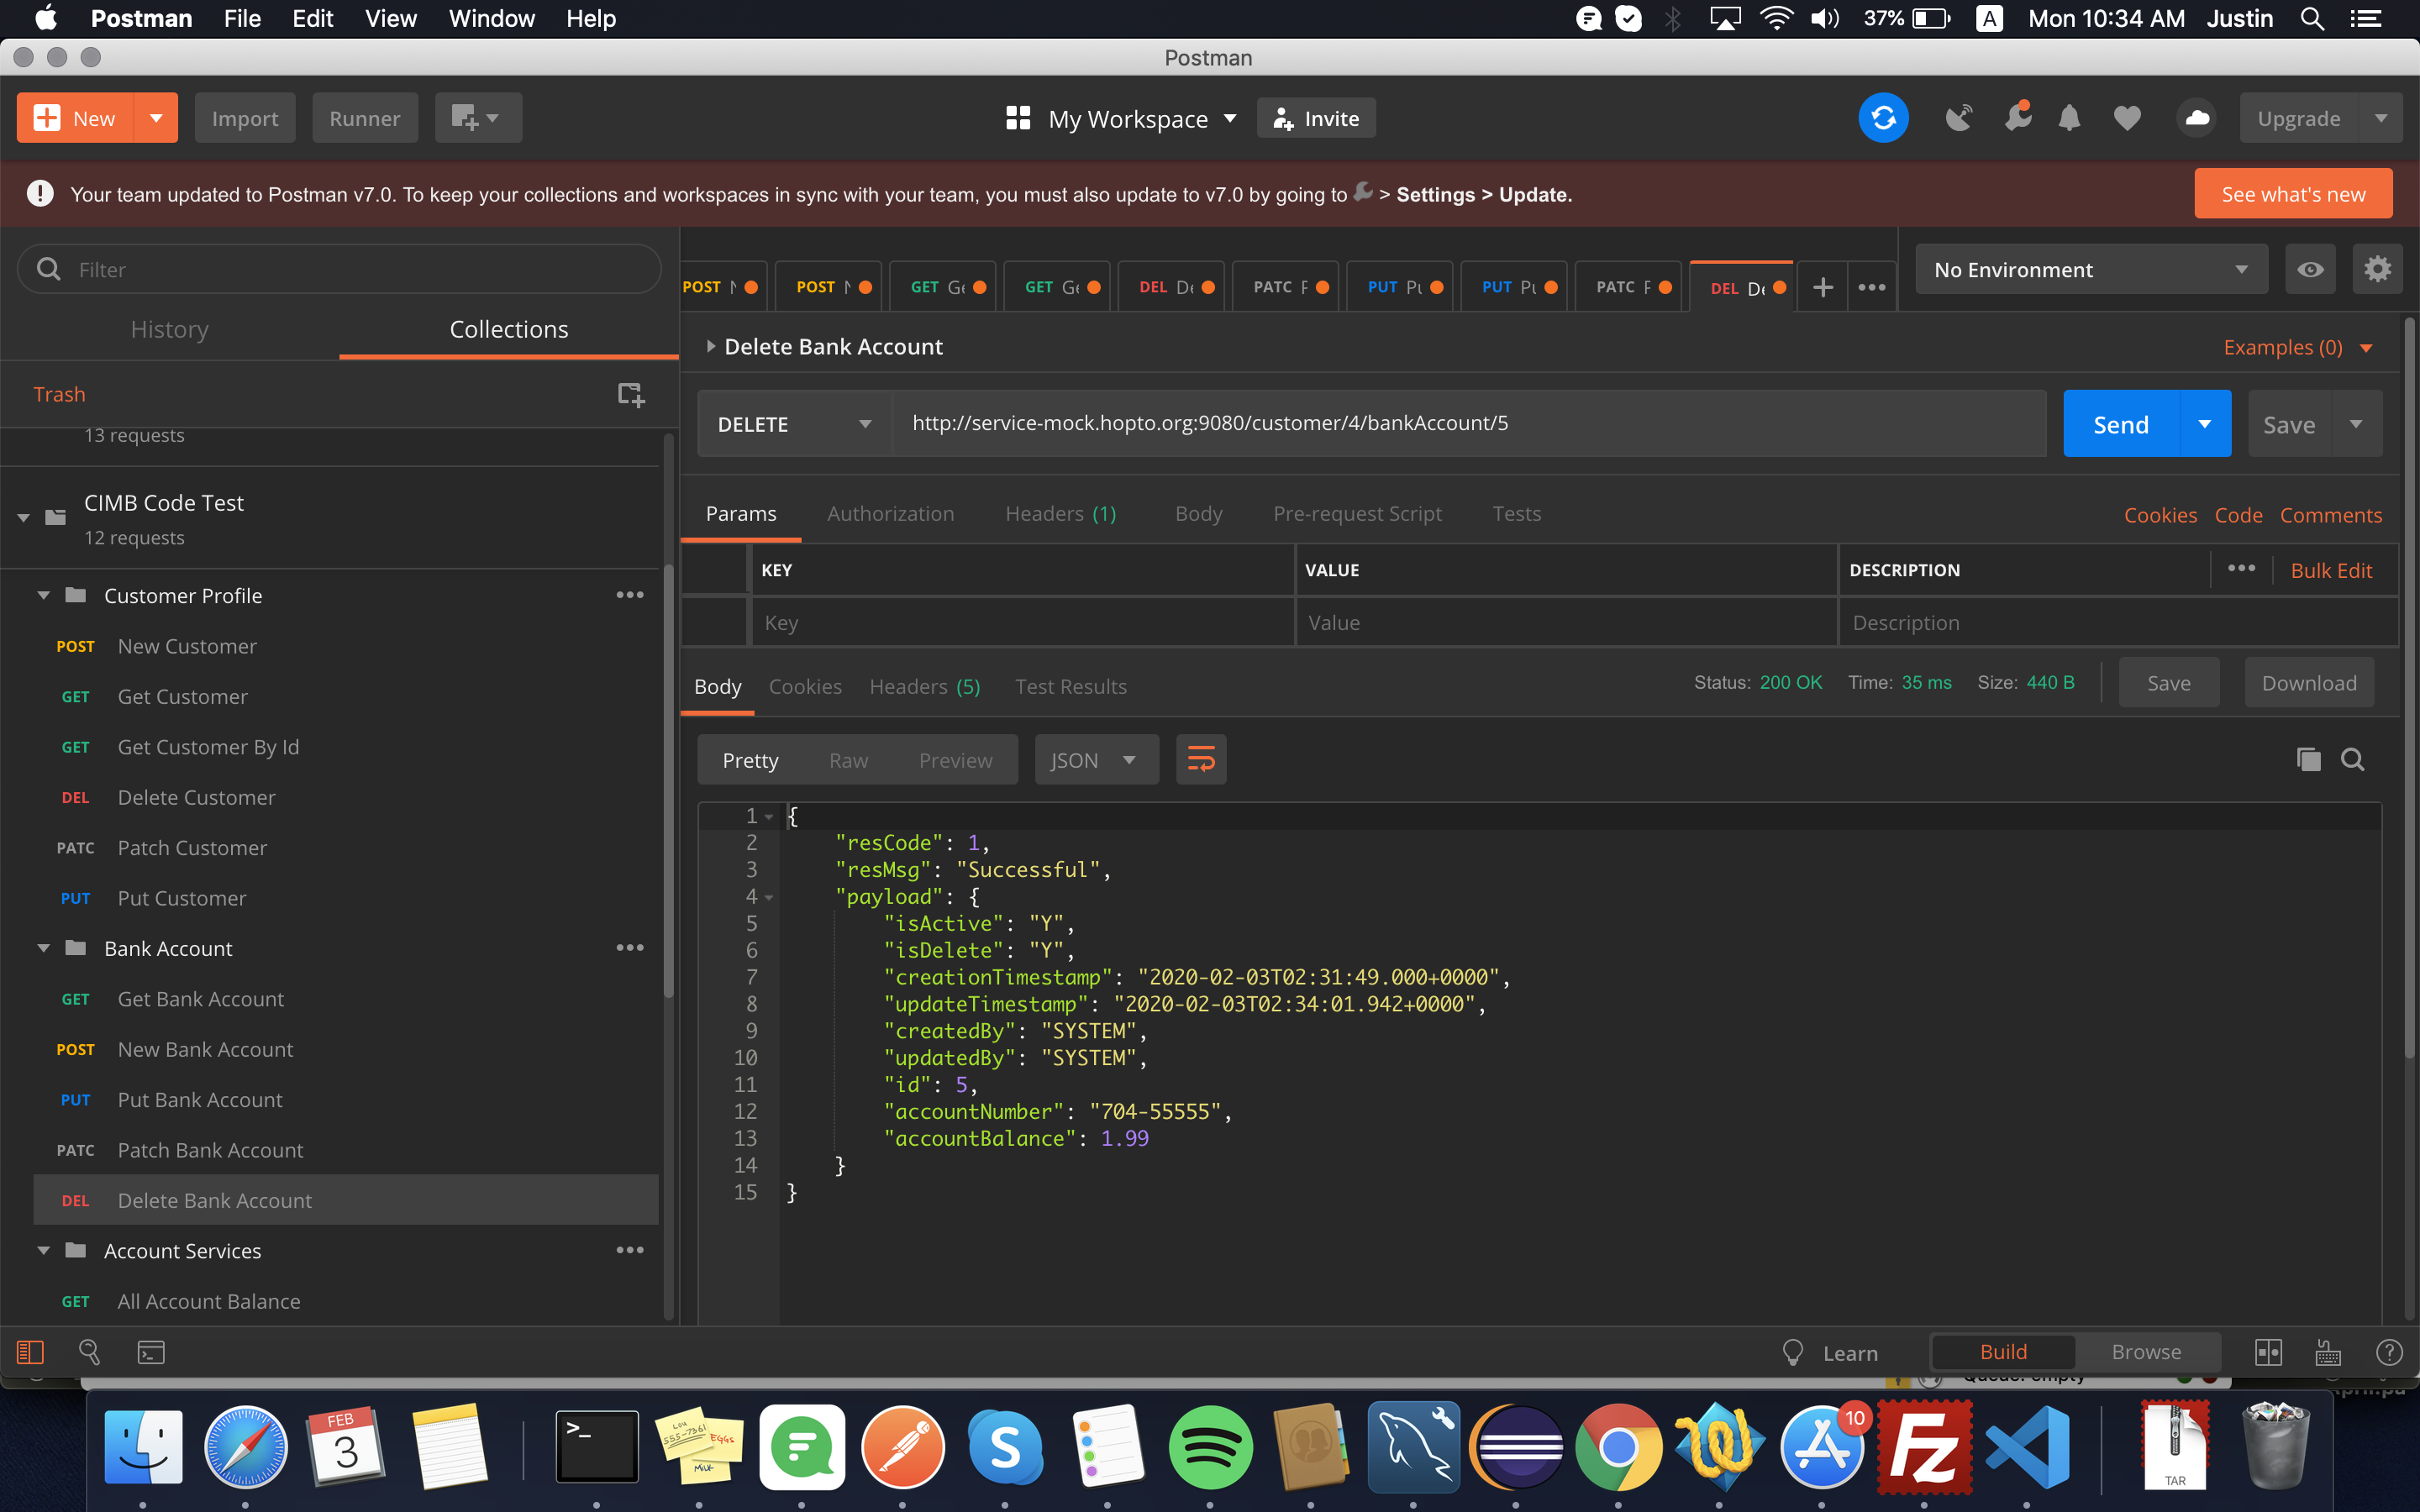 Postman File Edit View Window Help 37% A Mon 10:34 AM Justin
Postman
New Import Runner My Workspace Invite Upgrade
Your team updated to Postman v7.0. To keep your collections and workspaces in sync with your team, you must also update to v7.0 by going to > Settings > Update. See what's new
Filter
POST POST GET Ge GET Ge DEL De PATC PUT Pu PUT Pu PATC DEL De No Environment
History Collections
Delete Bank Account Examples (0)
Trash
13 requests
DELETE http://service-mock.hopto.org:9080/customer/4/bankAccount/5 Send Save
CIMB Code Test
12 requests
Params Authorization Headers (1) Body Pre-request Script Tests Cookies Code Comments
KEY VALUE DESCRIPTION Bulk Edit
Key Value Description
Customer Profile
POST New Customer
GET Get Customer
GET Get Customer By Id
DEL Delete Customer
PATC Patch Customer
PUT Put Customer
Bank Account
GET Get Bank Account
POST New Bank Account
PUT Put Bank Account
PATC Patch Bank Account
DEL Delete Bank Account
Account Services
GET All Account Balance
Body Cookies Headers (5) Test Results Status: 200 OK Time: 35 ms Size: 440 B Save Download
Pretty Raw Preview JSON
1 {
2 "resCode": 1,
3 "resMsg": "Successful",
4 "payload": {
5 "isActive": "Y",
6 "isDelete": "Y",
7 "creationTimestamp": "2020-02-03T02:31:49.000+0000",
8 "updateTimestamp": "2020-02-03T02:34:01.942+0000",
9 "createdBy": "SYSTEM",
10 "updatedBy": "SYSTEM",
11 "id": 5,
12 "accountNumber": "704-55555",
13 "accountBalance": 1.99
14 }
15 }
Learn Build Browse
Queue: empty
FEB
3
>_
EGGS
MILK
S
10
Fz
TAR